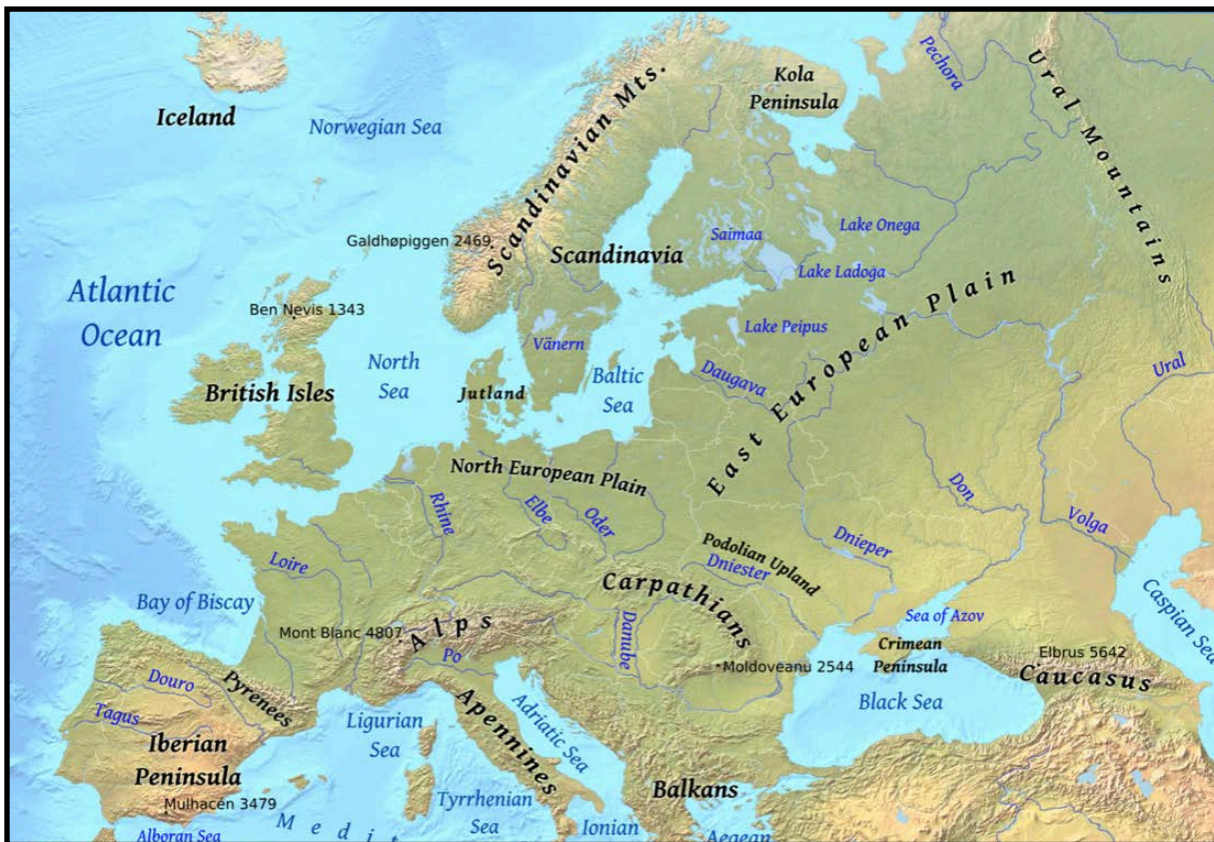 Iceland
Norwegian Sea
Scandinavian Mts.
Kola
Peninsula
Pechora
Ural Mountains
Galdhøpiggen 2469
Scandinavia
Saimaa
Lake Onega
Lake Ladoga
Atlantic
Ocean
Ben Nevis 1343
North
Sea
Vänern
Lake Peipus
East European Plain
British Isles
Jutland
Baltic
Sea
Daugava
Ural
North European Plain
Rhine
Elbe
Oder
Don
Volga
Loire
Podolian Upland
Dniester
Dnieper
Carpathians
Bay of Biscay
Mont Blanc 4807
Alps
Po
Danube
Moldoveanu 2544
Sea of Azov
Crimean
Peninsula
Elbrus 5642
Caucasus
Caspian Sea
Douro
Pyrenees
Tagus
Iberian
Peninsula
Mulhacén 3479
Alboran Sea
Ligurian
Sea
Apennines
Adriatic Sea
Black Sea
Tyrrhenian
Sea
Balkans
Medit
Ionian
Aegean